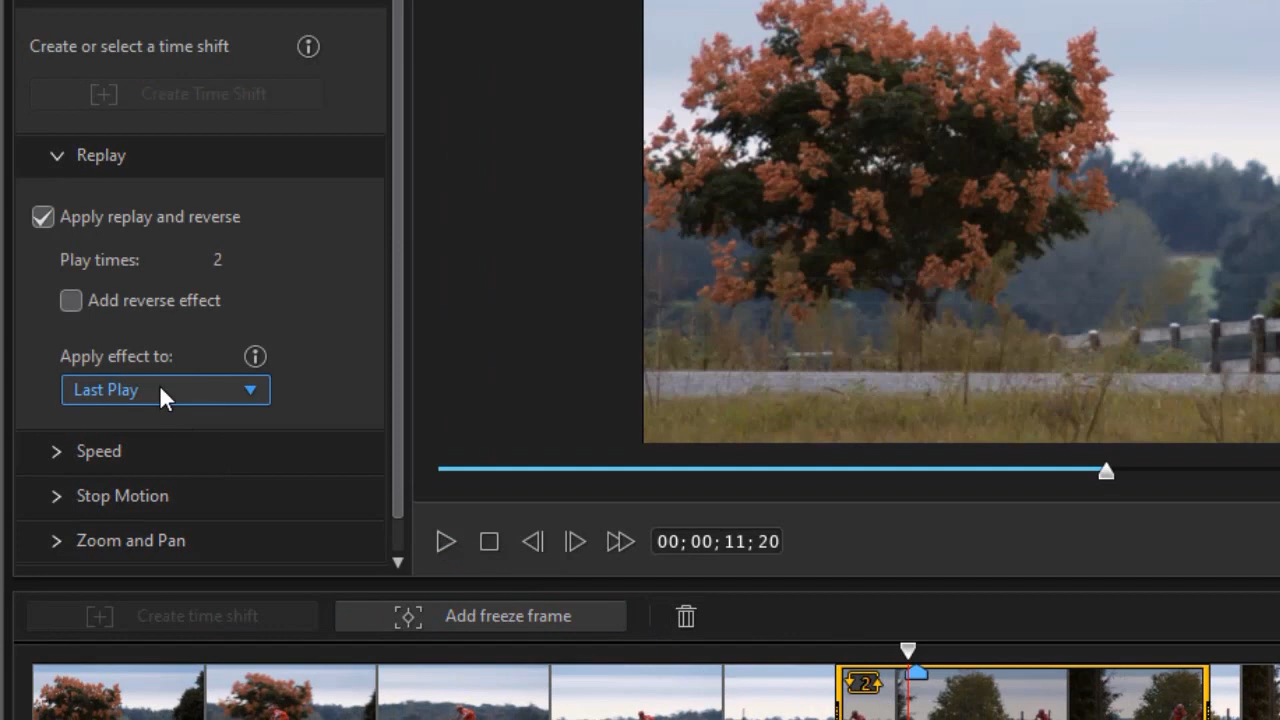 Create or select a time shift
Create Time Shift
Replay
Apply replay and reverse
Play times: 2
Add reverse effect
Apply effect to:
Last Play
Speed
Stop Motion
Zoom and Pan
00; 00; 11; 20
Create time shift
Add freeze frame
2